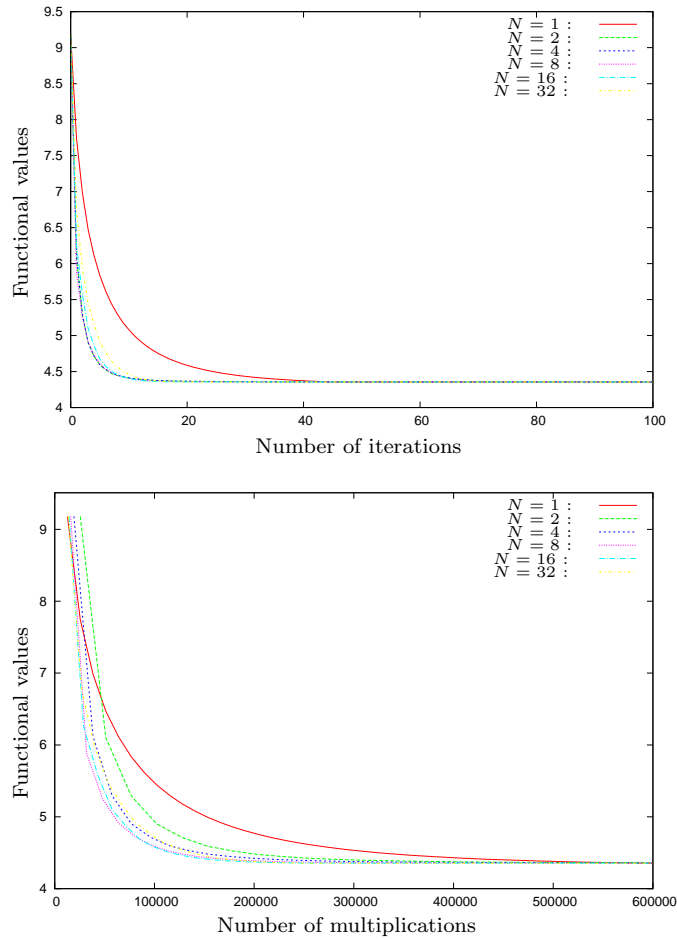 9.5
9
8.5
8
7.5
7
6.5
6
5.5
5
4.5
4
Functional values
N = 1 :
N = 2 :
N = 4 :
N = 8 :
N = 16 :
N = 32 :
0 20 40 60 80 100
Number of iterations
9
8
7
6
5
4
Functional values
N = 1 :
N = 2 :
N = 4 :
N = 8 :
N = 16 :
N = 32 :
0 100000 200000 300000 400000 500000 600000
Number of multiplications